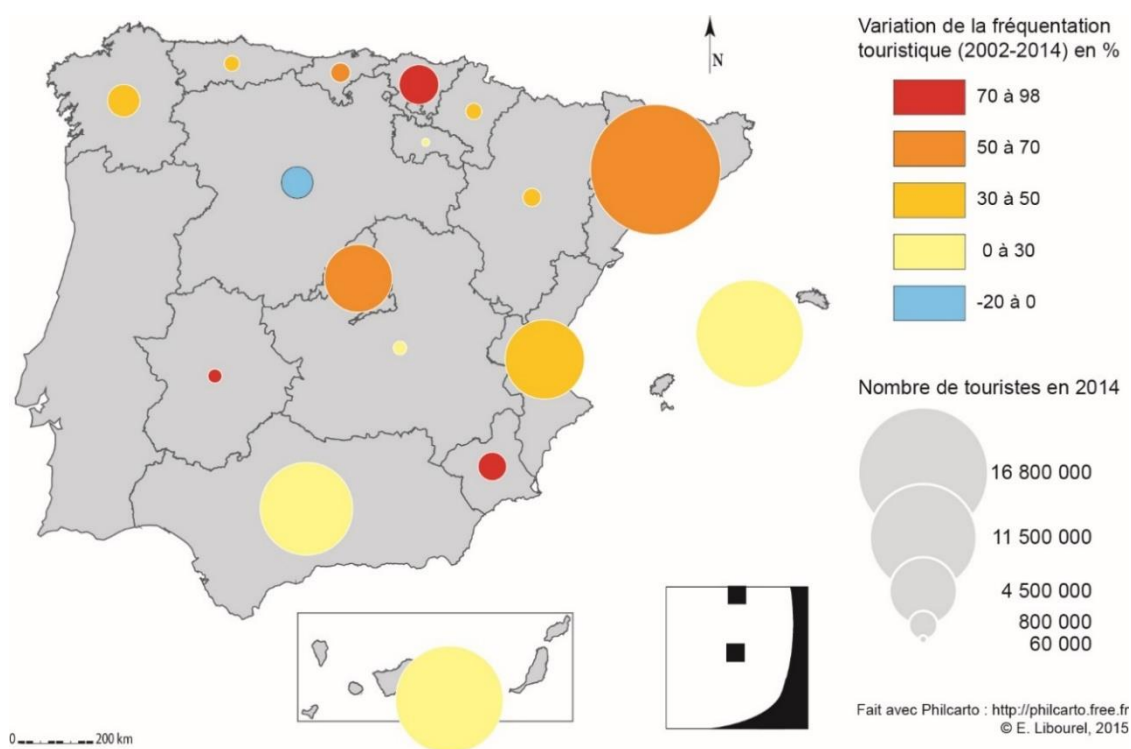 Variation de la fréquentation
touristique (2002-2014) en %
70 à 98
50 à 70
30 à 50
0 à 30
-20 à 0
N
Nombre de touristes en 2014
16 800 000
11 500 000
4 500 000
800 000
60 000
0 200 km
Fait avec Philcarto : http://philcarto.free.fr
© E. Libourel, 2015